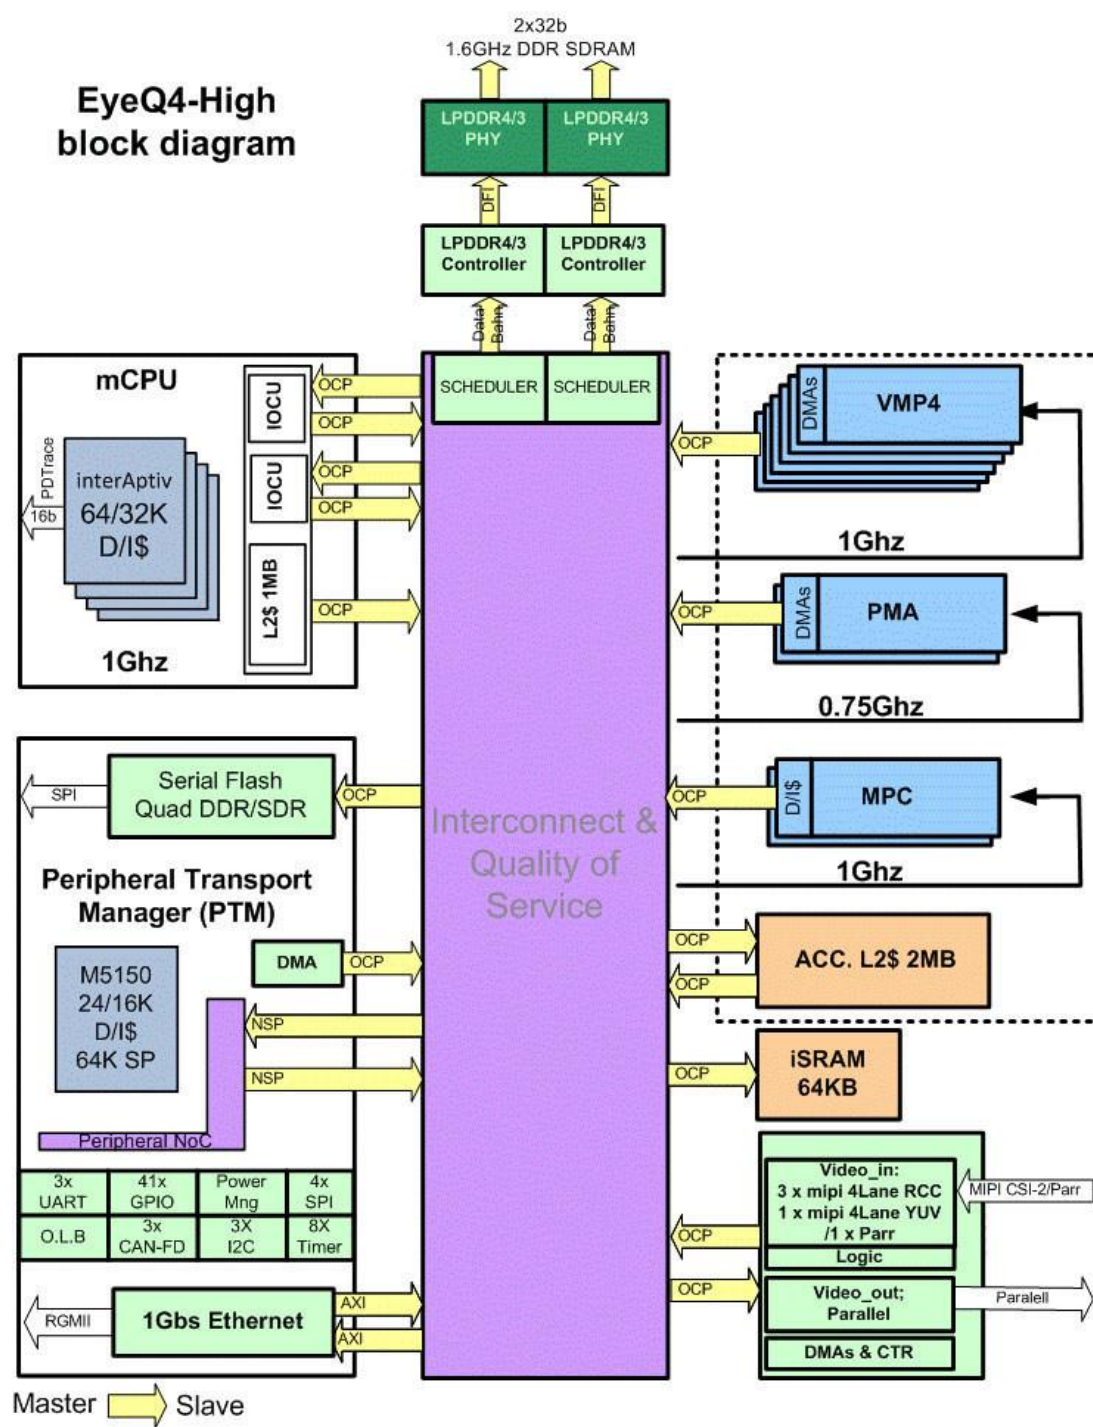 2x32b
1.6GHz DDR SDRAM
EyeQ4-High
block diagram
LPDDR4/3
PHY
LPDDR4/3
PHY
DFI
DFI
LPDDR4/3
Controller
LPDDR4/3
Controller
Data
Bahn
Data
Bahn
SCHEDULER
SCHEDULER
mCPU
PDTrace
16b
interAptiv
64/32K
D/I$
1Ghz
IOCU
IOCU
L2$ 1MB
OCP
OCP
OCP
OCP
OCP
Interconnect &
Quality of
Service
DMAs
VMP4
OCP
1Ghz
DMAs
PMA
OCP
0.75Ghz
D/I$
MPC
OCP
1Ghz
OCP
OCP
ACC. L2$ 2MB
OCP
iSRAM
64KB
SPI
Serial Flash
Quad DDR/SDR
OCP
Peripheral Transport
Manager (PTM)
M5150
24/16K
D/I$
64K SP
DMA
OCP
NSP
NSP
Peripheral NoC
3x
UART
41x
GPIO
Power
Mng
4x
SPI
O.L.B
3x
CAN-FD
3X
I2C
8X
Timer
RGMII
1Gbs Ethernet
AXI
AXI
Video_in:
3 x mipi 4Lane RCC
1 x mipi 4Lane YUV
/1 x Parr
Logic
MIPI CSI-2/Parr
OCP
OCP
Video_out;
Parallel
Paralell
DMAs & CTR
Master
Slave